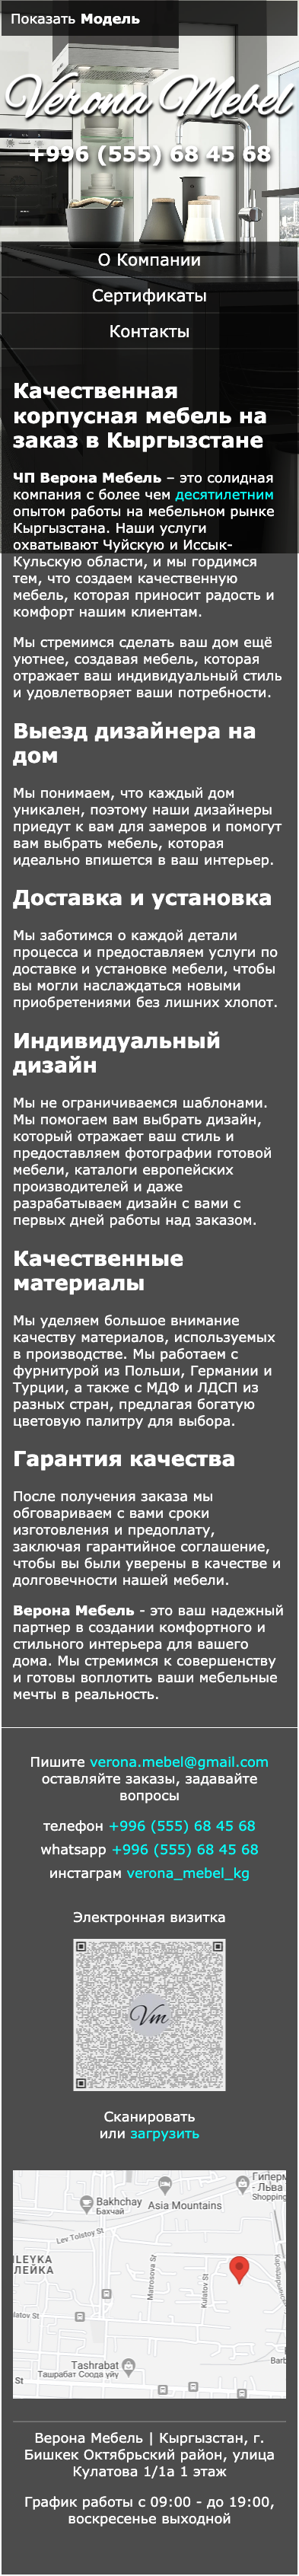 Показать Модель
Verona Mebel
+996 (555) 68 45 68
О Компании
Сертификаты
Контакты
Качественная
корпусная мебель на
заказ в Кыргызстане
ЧП Верона Мебель – это солидная
компания с более чем десятилетним
опытом работы на мебельном рынке
Кыргызстана. Наши услуги
охватывают Чуйскую и Иссык-
Кульскую области, и мы гордимся
тем, что создаем качественную
мебель, которая приносит радость и
комфорт нашим клиентам.
Мы стремимся сделать ваш дом ещё
уютнее, создавая мебель, которая
отражает ваш индивидуальный стиль
и удовлетворяет ваши потребности.
Выезд дизайнера на
дом
Мы понимаем, что каждый дом
уникален, поэтому наши дизайнеры
приедут к вам для замеров и помогут
вам выбрать мебель, которая
идеально впишется в ваш интерьер.
Доставка и установка
Мы заботимся о каждой детали
процесса и предоставляем услуги по
доставке и установке мебели, чтобы
вы могли наслаждаться новыми
приобретениями без лишних хлопот.
Индивидуальный
дизайн
Мы не ограничиваемся шаблонами.
Мы помогаем вам выбрать дизайн,
который отражает ваш стиль и
предоставляем фотографии готовой
мебели, каталоги европейских
производителей и даже
разрабатываем дизайн с вами с
первых дней работы над заказом.
Качественные
материалы
Мы уделяем большое внимание
качеству материалов, используемых
в производстве. Мы работаем с
фурнитурой из Польши, Германии и
Турции, а также с МДФ и ЛДСП из
разных стран, предлагая богатую
цветовую палитру для выбора.
Гарантия качества
После получения заказа мы
обговариваем с вами сроки
изготовления и предоплату,
заключая гарантийное соглашение,
чтобы вы были уверены в качестве и
долговечности нашей мебели.
Верона Мебель - это ваш надежный
партнер в создании комфортного и
стильного интерьера для вашего
дома. Мы стремимся к совершенству
и готовы воплотить ваши мебельные
мечты в реальность.
Пишите verona.mebel@gmail.com
оставляйте заказы, задавайте
вопросы
телефон +996 (555) 68 45 68
whatsapp +996 (555) 68 45 68
инстаграм verona_mebel_kg
Электронная визитка
Vm
Сканировать
или загрузить
Гиперм
- Льва
Shopping
Bakhchay
Бахчай
Asia Mountains
Lev Tolstoy St
ILEYKA
ЛЕЙКА
Matrosova St
Kulatov St
oy St
Tashrabat
Ташрабат Соода үйү
Barb
St
Верона Мебель | Кыргызстан, г.
Бишкек Октябрьский район, улица
Кулатова 1/1а 1 этаж
График работы с 09:00 - до 19:00,
воскресенье выходной